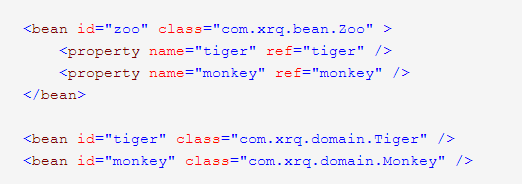 <bean id="zoo" class="com.xrq.bean.Zoo" >
    <property name="tiger" ref="tiger" />
    <property name="monkey" ref="monkey" />
</bean>
<bean id="tiger" class="com.xrq.domain.Tiger" />
<bean id="monkey" class="com.xrq.domain.Monkey" />